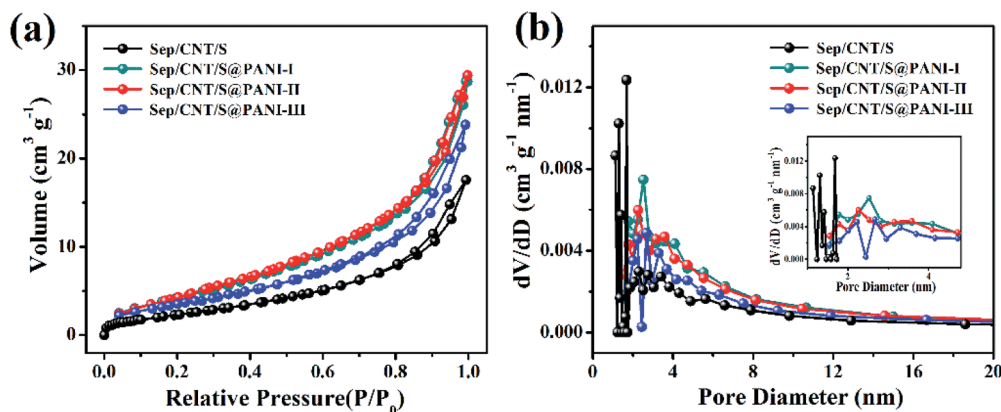 (a)
Sep/CNT/S
Sep/CNT/S@PANI-I
Sep/CNT/S@PANI-II
Sep/CNT/S@PANI-III
30
20
10
0
Volume (cm³ g⁻¹)
0.0 0.2 0.4 0.6 0.8 1.0
Relative Pressure(P/P₀)
(b)
Sep/CNT/S
Sep/CNT/S@PANI-I
Sep/CNT/S@PANI-II
Sep/CNT/S@PANI-III
0.012
0.008
0.004
0.000
dV/dD (cm³ g⁻¹ nm⁻¹)
0 4 8 12 16 20
Pore Diameter (nm)
0.012
0.008
0.004
0.000
dV/dD (cm³ g⁻¹ nm⁻¹)
2 4
Pore Diameter (nm)